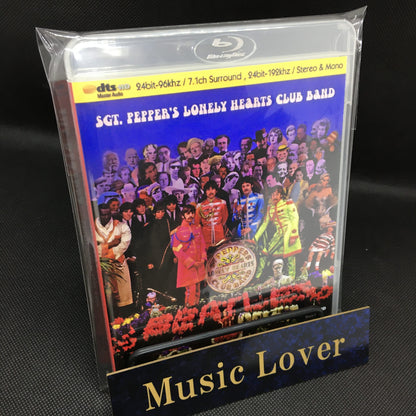 Blu-ray Disc
dts-HD 24bit-96khz / 7.1ch Surround , 24bit-192khz / Stereo & Mono
Master Audio
SGT. PEPPER'S LONELY HEARTS CLUB BAND
BEATLES
Music Lover